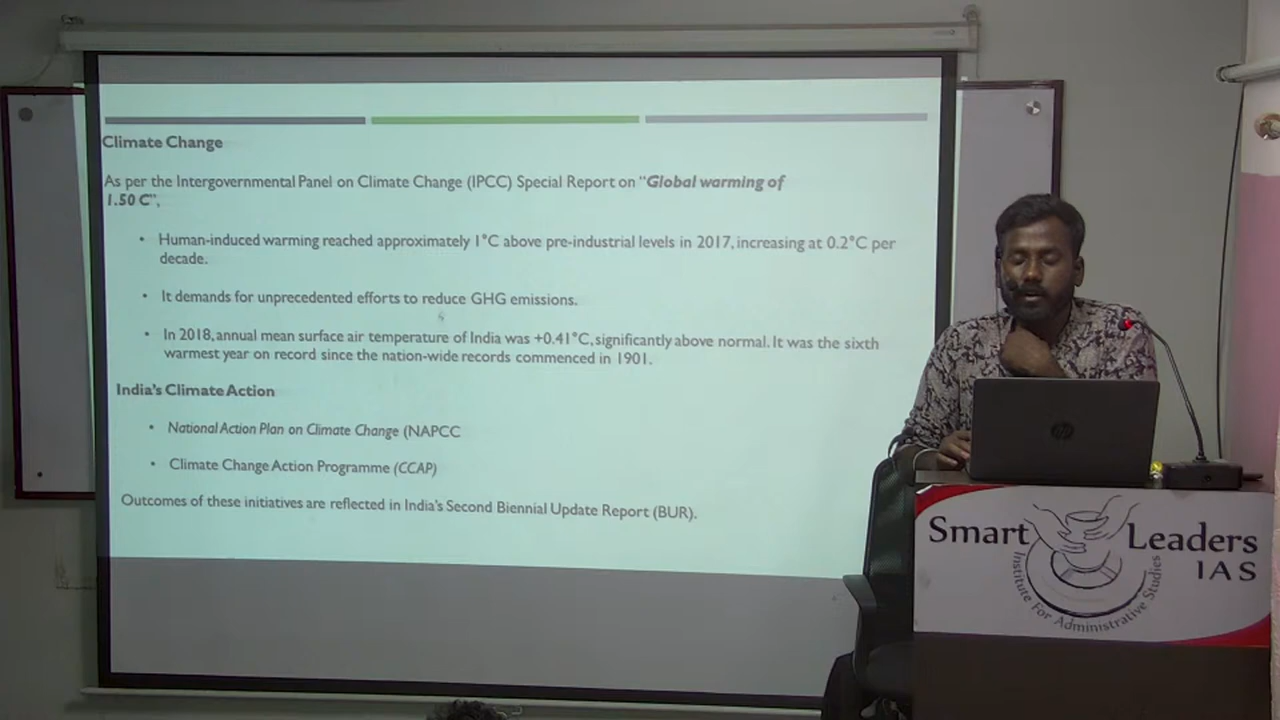 Climate Change
As per the Intergovernmental Panel on Climate Change (IPCC) Special Report on "Global warming of
1.50 C",
• Human-induced warming reached approximately 1°C above pre-industrial levels in 2017, increasing at 0.2°C per
decade.
• It demands for unprecedented efforts to reduce GHG emissions.
• In 2018, annual mean surface air temperature of India was +0.41°C, significantly above normal. It was the sixth
warmest year on record since the nation-wide records commenced in 1901.
India's Climate Action
• National Action Plan on Climate Change (NAPCC
• Climate Change Action Programme (CCAP)
Outcomes of these initiatives are reflected in India's Second Biennial Update Report (BUR).
hp
Smart Leaders
IAS
Institute For Administrative Studies